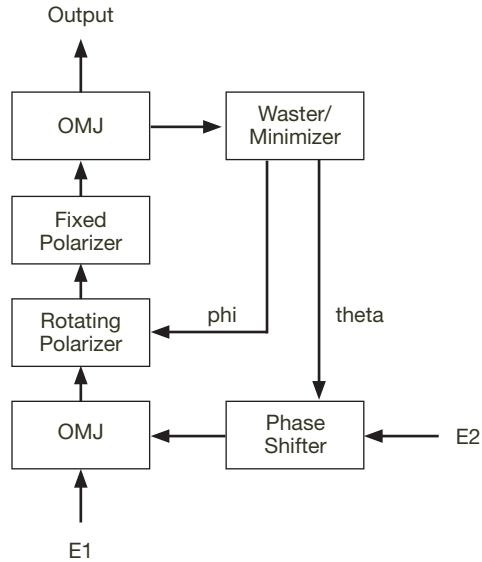 Output
OMJ
Waster/
Minimizer
Fixed
Polarizer
Rotating
Polarizer
phi
theta
OMJ
Phase
Shifter
E2
E1